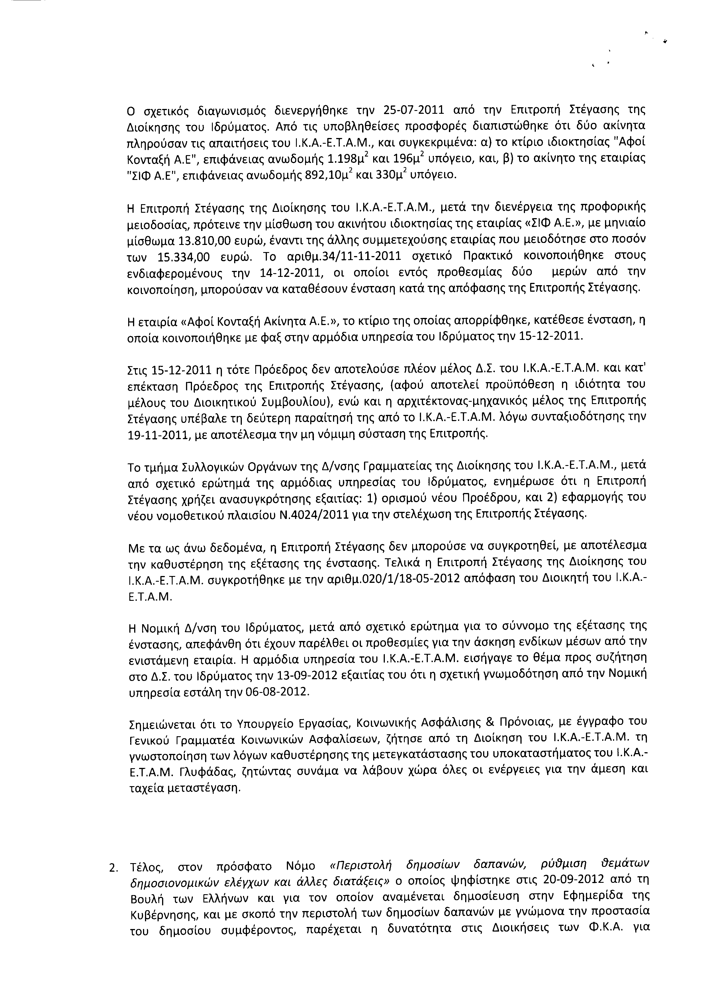 Ο σχετικός διαγωνισμός διενεργήθηκε την 25-07-2011 από την Επιτροπή Στέγασης της
Διοίκησης του Ιδρύματος. Από τις υποβληθείσες προσφορές διαπιστώθηκε ότι δύο ακίνητα
πληρούσαν τις απαιτήσεις του Ι.Κ.Α.-Ε.Τ.Α.Μ., και συγκεκριμένα: α) το κτίριο ιδιοκτησίας "Αφοί
Κονταξή Α.Ε", επιφάνειας ανωδομής 1.198μ² και 196μ² υπόγειο, και, β) το ακίνητο της εταιρίας
"ΣΙΦ Α.Ε", επιφάνειας ανωδομής 892,10μ² και 330μ² υπόγειο.
Η Επιτροπή Στέγασης της Διοίκησης του Ι.Κ.Α.-Ε.Τ.Α.Μ., μετά την διενέργεια της προφορικής
μειοδοσίας, πρότεινε την μίσθωση του ακινήτου ιδιοκτησίας της εταιρίας «ΣΙΦ Α.Ε.», με μηνιαίο
μίσθωμα 13.810,00 ευρώ, έναντι της άλλης συμμετεχούσης εταιρίας που μειοδότησε στο ποσόν
των 15.334,00 ευρώ. Το αριθμ.34/11-11-2011 σχετικό Πρακτικό κοινοποιήθηκε στους
ενδιαφερομένους την 14-12-2011, οι οποίοι εντός προθεσμίας δύο μερών από την
κοινοποίηση, μπορούσαν να καταθέσουν ένσταση κατά της απόφασης της Επιτροπής Στέγασης.
Η εταιρία «Αφοί Κονταξή Ακίνητα Α.Ε.», το κτίριο της οποίας απορρίφθηκε, κατέθεσε ένσταση, η
οποία κοινοποιήθηκε με φαξ στην αρμόδια υπηρεσία του Ιδρύματος την 15-12-2011.
Στις 15-12-2011 η τότε Πρόεδρος δεν αποτελούσε πλέον μέλος Δ.Σ. του Ι.Κ.Α.-Ε.Τ.Α.Μ. και κατ'
επέκταση Πρόεδρος της Επιτροπής Στέγασης, (αφού αποτελεί προϋπόθεση η ιδιότητα του
μέλους του Διοικητικού Συμβουλίου), ενώ και η αρχιτέκτονας-μηχανικός μέλος της Επιτροπής
Στέγασης υπέβαλε τη δεύτερη παραίτησή της από το Ι.Κ.Α.-Ε.Τ.Α.Μ. λόγω συνταξιοδότησης την
19-11-2011, με αποτέλεσμα την μη νόμιμη σύσταση της Επιτροπής.
Το τμήμα Συλλογικών Οργάνων της Δ/νσης Γραμματείας της Διοίκησης του Ι.Κ.Α.-Ε.Τ.Α.Μ., μετά
από σχετικό ερώτημά της αρμόδιας υπηρεσίας του Ιδρύματος, ενημέρωσε ότι η Επιτροπή
Στέγασης χρήζει ανασυγκρότησης εξαιτίας: 1) ορισμού νέου Προέδρου, και 2) εφαρμογής του
νέου νομοθετικού πλαισίου Ν.4024/2011 για την στελέχωση της Επιτροπής Στέγασης.
Με τα ως άνω δεδομένα, η Επιτροπή Στέγασης δεν μπορούσε να συγκροτηθεί, με αποτέλεσμα
την καθυστέρηση της εξέτασης της ένστασης. Τελικά η Επιτροπή Στέγασης της Διοίκησης του
Ι.Κ.Α.-Ε.Τ.Α.Μ. συγκροτήθηκε με την αριθμ.020/1/18-05-2012 απόφαση του Διοικητή του Ι.Κ.Α.-
Ε.Τ.Α.Μ.
Η Νομική Δ/νση του Ιδρύματος, μετά από σχετικό ερώτημα για το σύννομο της εξέτασης της
ένστασης, απεφάνθη ότι έχουν παρέλθει οι προθεσμίες για την άσκηση ενδίκων μέσων από την
ενιστάμενη εταιρία. Η αρμόδια υπηρεσία του Ι.Κ.Α.-Ε.Τ.Α.Μ. εισήγαγε το θέμα προς συζήτηση
στο Δ.Σ. του Ιδρύματος την 13-09-2012 εξαιτίας του ότι η σχετική γνωμοδότηση από την Νομική
υπηρεσία εστάλη την 06-08-2012.
Σημειώνεται ότι το Υπουργείο Εργασίας, Κοινωνικής Ασφάλισης & Πρόνοιας, με έγγραφο του
Γενικού Γραμματέα Κοινωνικών Ασφαλίσεων, ζήτησε από τη Διοίκηση του Ι.Κ.Α.-Ε.Τ.Α.Μ. τη
γνωστοποίηση των λόγων καθυστέρησης της μετεγκατάστασης του υποκαταστήματος του Ι.Κ.Α.-
Ε.Τ.Α.Μ. Γλυφάδας, ζητώντας συνάμα να λάβουν χώρα όλες οι ενέργειες για την άμεση και
ταχεία μεταστέγαση.
2. Τέλος, στον πρόσφατο Νόμο «Περιστολή δημοσίων δαπανών, ρύθμιση θεμάτων
δημοσιονομικών ελέγχων και άλλες διατάξεις» ο οποίος ψηφίστηκε στις 20-09-2012 από τη
Βουλή των Ελλήνων και για τον οποίον αναμένεται δημοσίευση στην Εφημερίδα της
Κυβέρνησης, και με σκοπό την περιστολή των δημοσίων δαπανών με γνώμονα την προστασία
του δημοσίου συμφέροντος, παρέχεται η δυνατότητα στις Διοικήσεις των Φ.Κ.Α. για